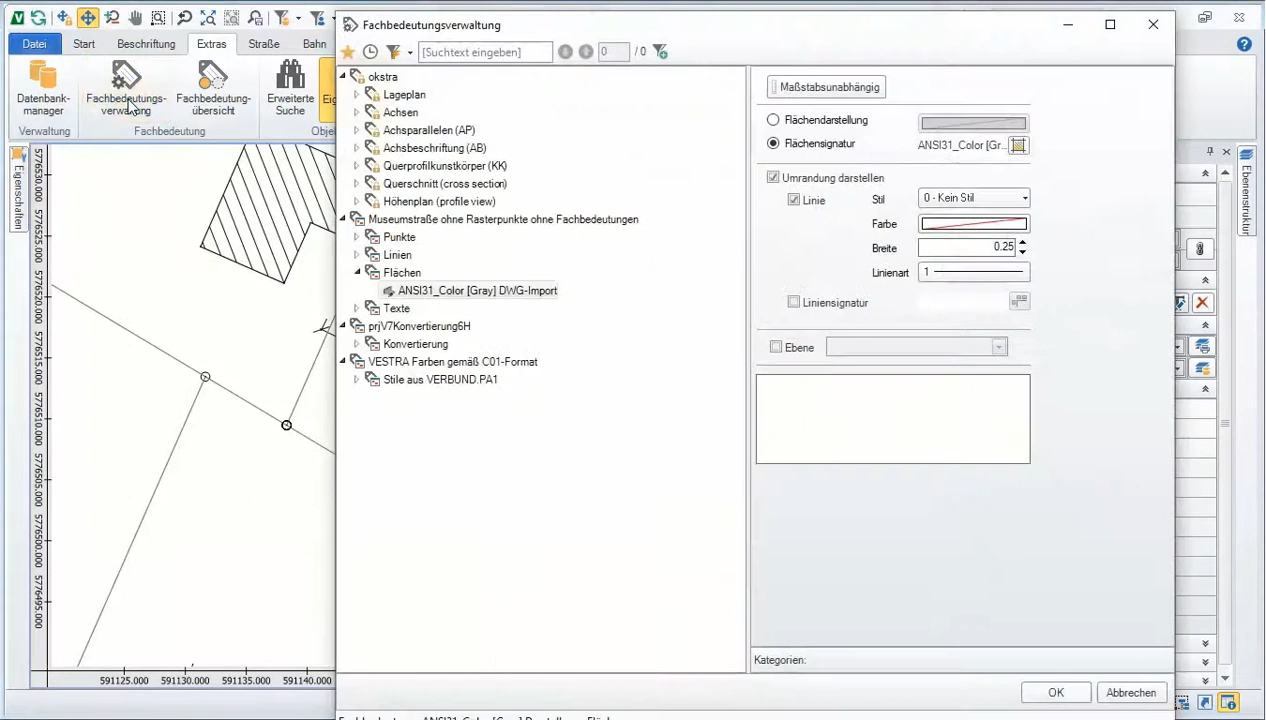 Fachbedeutungsverwaltung
Datei
Start
Beschriftung
Extras
Straße
Bahn
[Suchtext eingeben]
0
/ 0
Datenbank-
manager
Fachbedeutungs-
verwaltung
Fachbedeutung-
übersicht
Erweiterte
Suche
Verwaltung
Fachbedeutung
Eigenschaften
Ebenenstruktur
okstra
Lageplan
Achsen
Achsparallelen (AP)
Achsbeschriftung (AB)
Querprofilkunstkörper (KK)
Querschnitt (cross section)
Höhenplan (profile view)
Museumstraße ohne Rasterpunkte ohne Fachbedeutungen
Punkte
Linien
Flächen
ANSI31_Color [Gray] DWG-Import
Texte
prjV7Konvertierung6H
Konvertierung
VESTRA Farben gemäß C01-Format
Stile aus VERBUND.PA1
Maßstabsunabhängig
Flächendarstellung
Flächensignatur
ANSI31_Color [Gr...
Umrandung darstellen
Linie
Stil
0 - Kein Stil
Farbe
Breite
0.25
Linienart
1
Liniensignatur
Ebene
Kategorien:
OK
Abbrechen
5776530.000
5776525.000
5776520.000
5776515.000
5776510.000
5776505.000
5776500.000
5776495.000
591125.000
591130.000
591135.000
591140.000